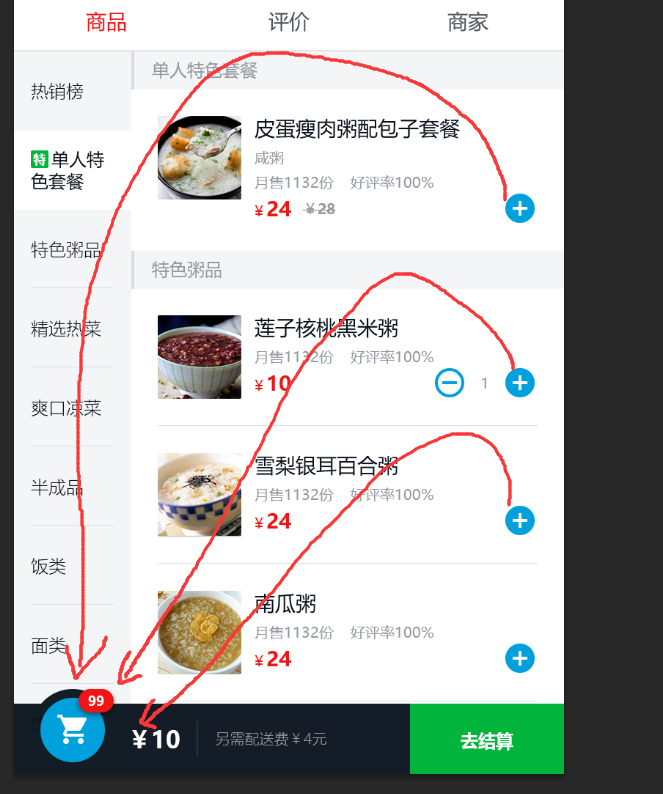 商品
评价
商家
热销榜
特 单人特
色套餐
特色粥品
精选热菜
爽口凉菜
半成品
饭类
面类
单人特色套餐
皮蛋瘦肉粥配包子套餐
咸粥
月售1132份 好评率100%
¥24 ¥28
特色粥品
莲子核桃黑米粥
月售1132份 好评率100%
¥10
1
雪梨银耳百合粥
月售1132份 好评率100%
¥24
南瓜粥
月售1132份 好评率100%
¥24
99
¥10
另需配送费¥4元
去结算